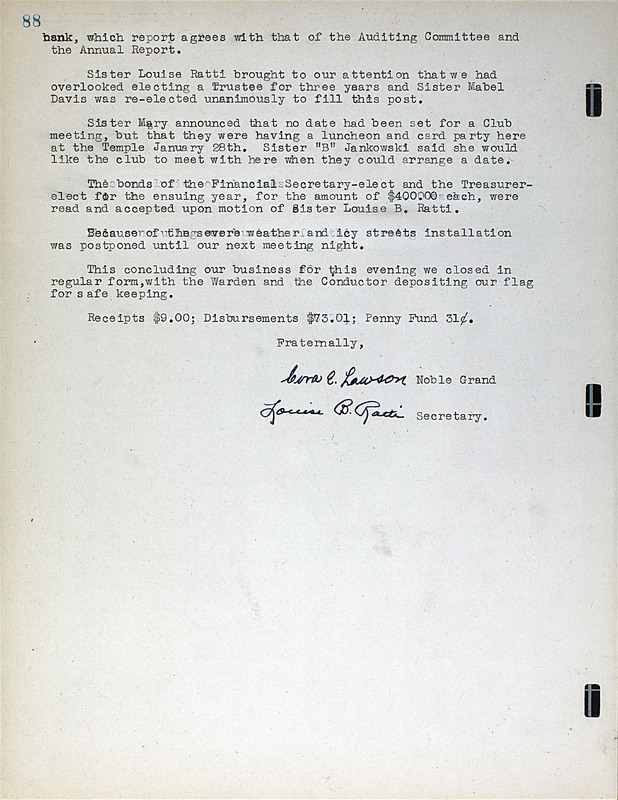 88
bank, which report agrees with that of the Auditing Committee and
the Annual Report.
Sister Louise Ratti brought to our attention that we had
overlooked electing a Trustee for three years and Sister Mabel
Davis was re-elected unanimously to fill this post.
Sister Mary announced that no date had been set for a Club
meeting, but that they were having a luncheon and card party here
at the Temple January 28th. Sister "B" Jankowski said she would
like the club to meet with here when they could arrange a date.
The bonds of the Financial Secretary-elect and the Treasurer-
elect for the ensuing year, for the amount of each, were
read and accepted upon motion of Sister Louise B. Ratti.
Because of the severe weather and icy streets installation
was postponed until our next meeting night.
This concluding our business for this evening we closed in
regular form,with the Warden and the Conductor depositing our flag
for safe keeping.
Receipts $9.00; Disbursements $73.01; Penny Fund 31¢.
Fraternally,
Cora C. Lawson Noble Grand
Louise B. Ratti Secretary.